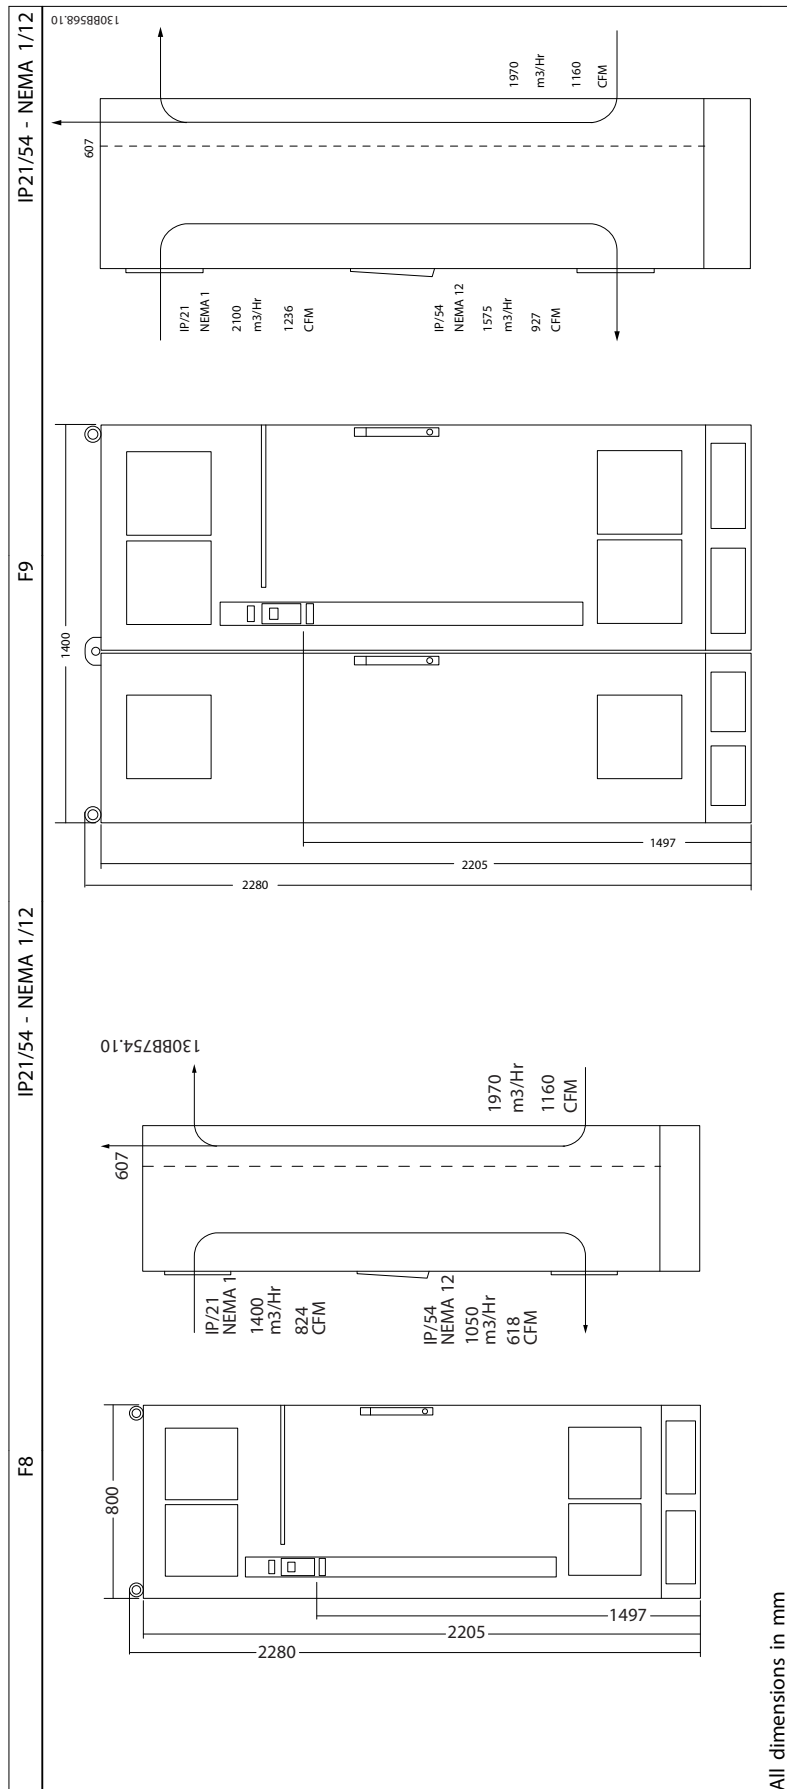 F8
IP21/54 - NEMA 1/12
F9
IP21/54 - NEMA 1/12
800
2280
2205
1497
IP/21
NEMA 1
1400
m3/Hr
824
CFM
IP/54
NEMA 12
1050
m3/Hr
618
CFM
607
1970
m3/Hr
1160
CFM
130BB754.10
1400
2280
2205
1497
IP/21
NEMA 1
2100
m3/Hr
1236
CFM
IP/54
NEMA 12
1575
m3/Hr
927
CFM
607
1970
m3/Hr
1160
CFM
130BB568.10
All dimensions in mm